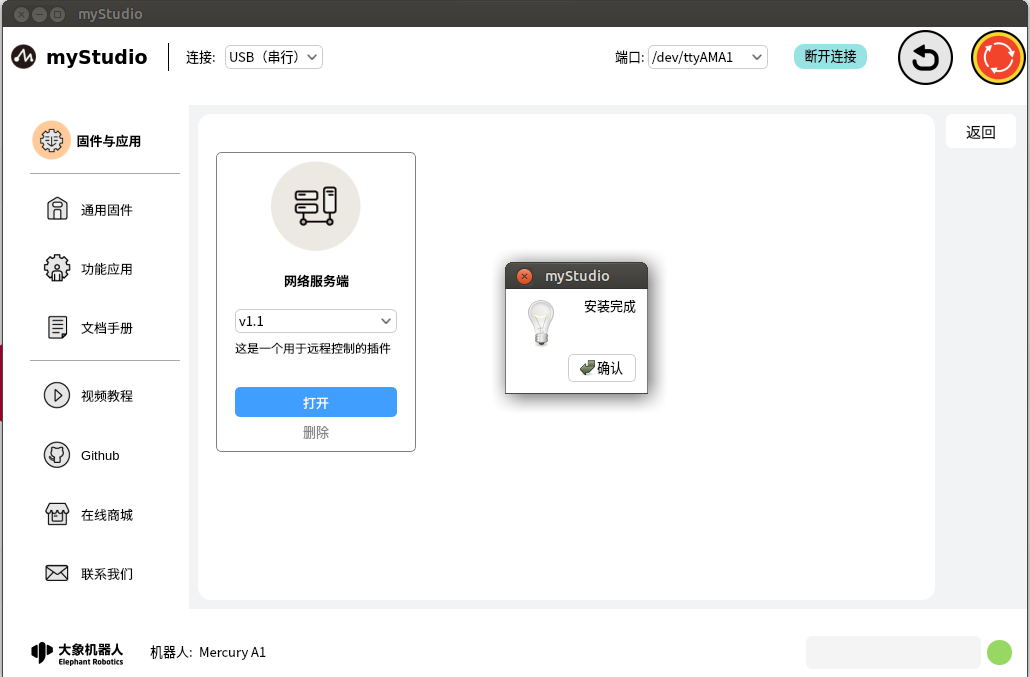 myStudio
myStudio
连接:
USB（串行）
端口:
/dev/ttyAMA1
断开连接
固件与应用
通用固件
功能应用
文档手册
视频教程
Github
在线商城
联系我们
返回
网络服务端
v1.1
这是一个用于远程控制的插件
打开
删除
myStudio
安装完成
确认
大象机器人
Elephant Robotics
机器人: Mercury A1